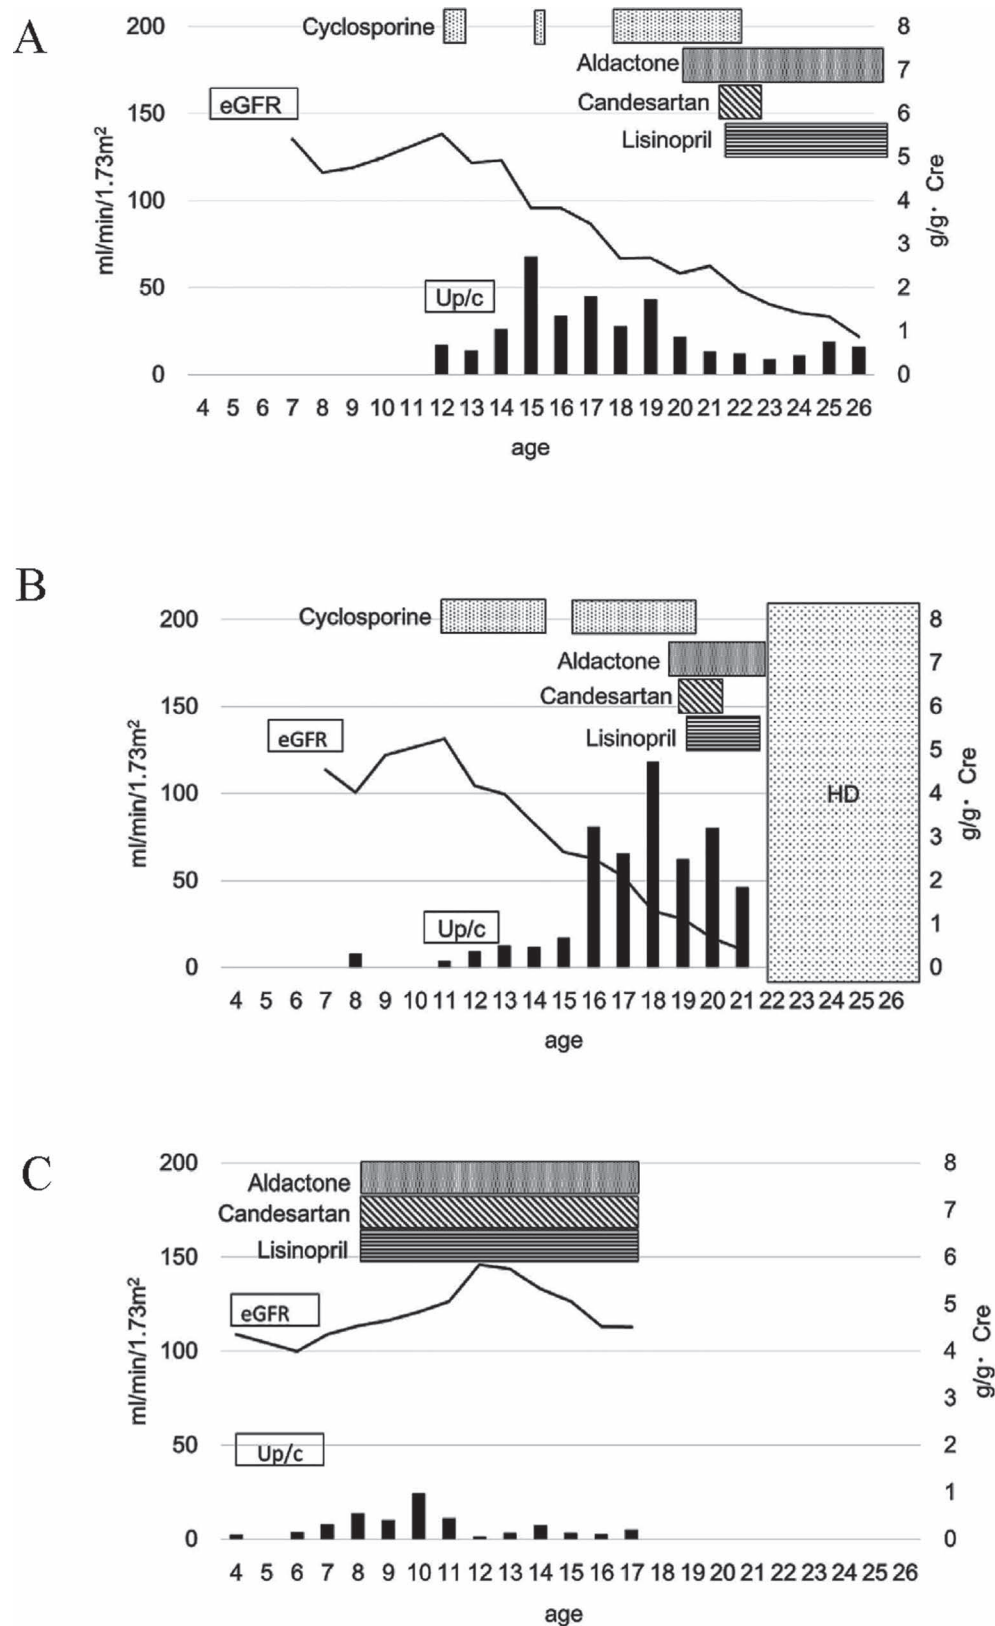 A
Cyclosporine
Aldactone
Candesartan
Lisinopril
eGFR
Up/c
ml/min/1.73m²
200
150
100
50
0
8
7
6
5
4
3
2
1
0
g/g· Cre
4 5 6 7 8 9 10 11 12 13 14 15 16 17 18 19 20 21 22 23 24 25 26
age
B
Cyclosporine
Aldactone
Candesartan
Lisinopril
eGFR
HD
Up/c
ml/min/1.73m²
200
150
100
50
0
8
7
6
5
4
3
2
1
0
g/g· Cre
4 5 6 7 8 9 10 11 12 13 14 15 16 17 18 19 20 21 22 23 24 25 26
age
C
Aldactone
Candesartan
Lisinopril
eGFR
Up/c
ml/min/1.73m²
200
150
100
50
0
8
7
6
5
4
3
2
1
0
g/g· Cre
4 5 6 7 8 9 10 11 12 13 14 15 16 17 18 19 20 21 22 23 24 25 26
age